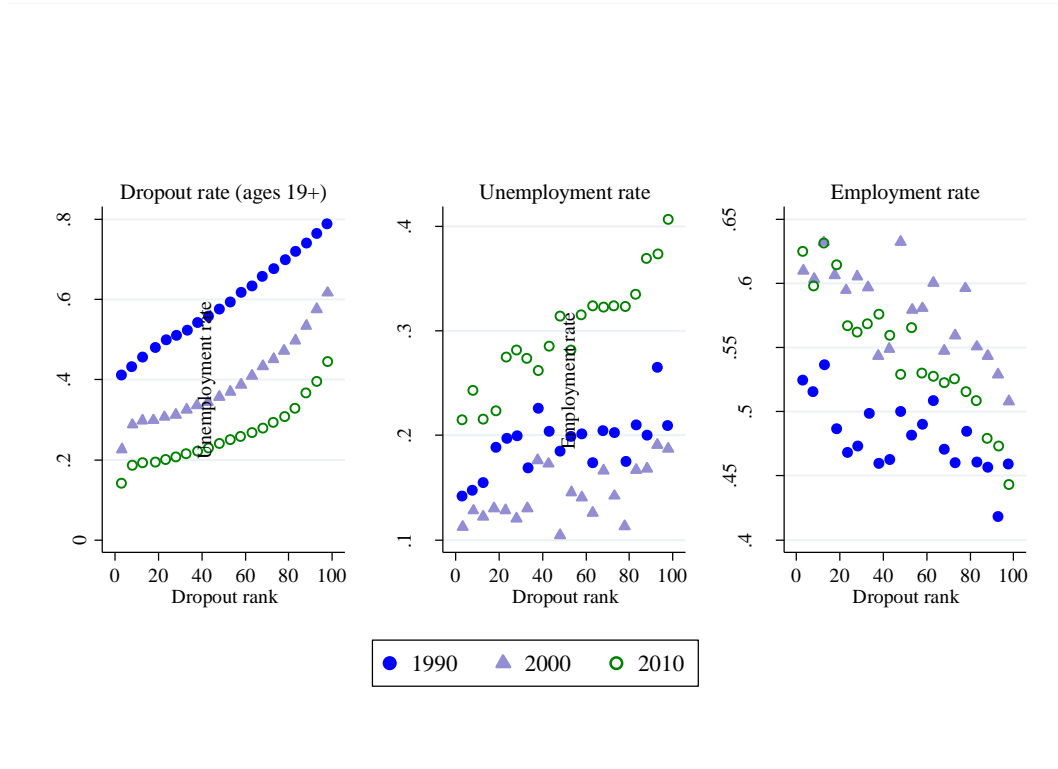 Dropout rate (ages 19+)
Unemployment rate
Employment rate
.8
.6
.4
.2
0
Unemployment rate
0 20 40 60 80 100
Dropout rank
.4
.3
.2
.1
Employment rate
0 20 40 60 80 100
Dropout rank
.65
.6
.55
.5
.45
.4
0 20 40 60 80 100
Dropout rank
1990 2000 2010